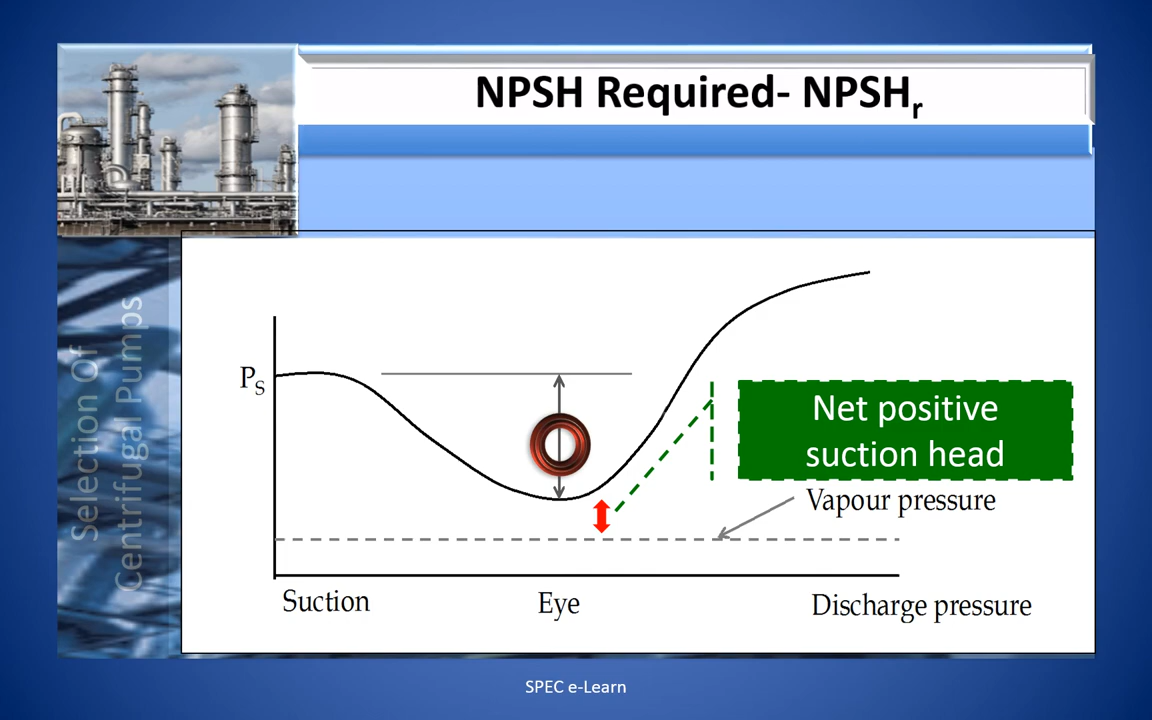 NPSH Required- NPSHr
Selection Of
Centrifugal Pumps
PS
Net positive
suction head
Vapour pressure
Suction
Eye
Discharge pressure
SPEC e-Learn